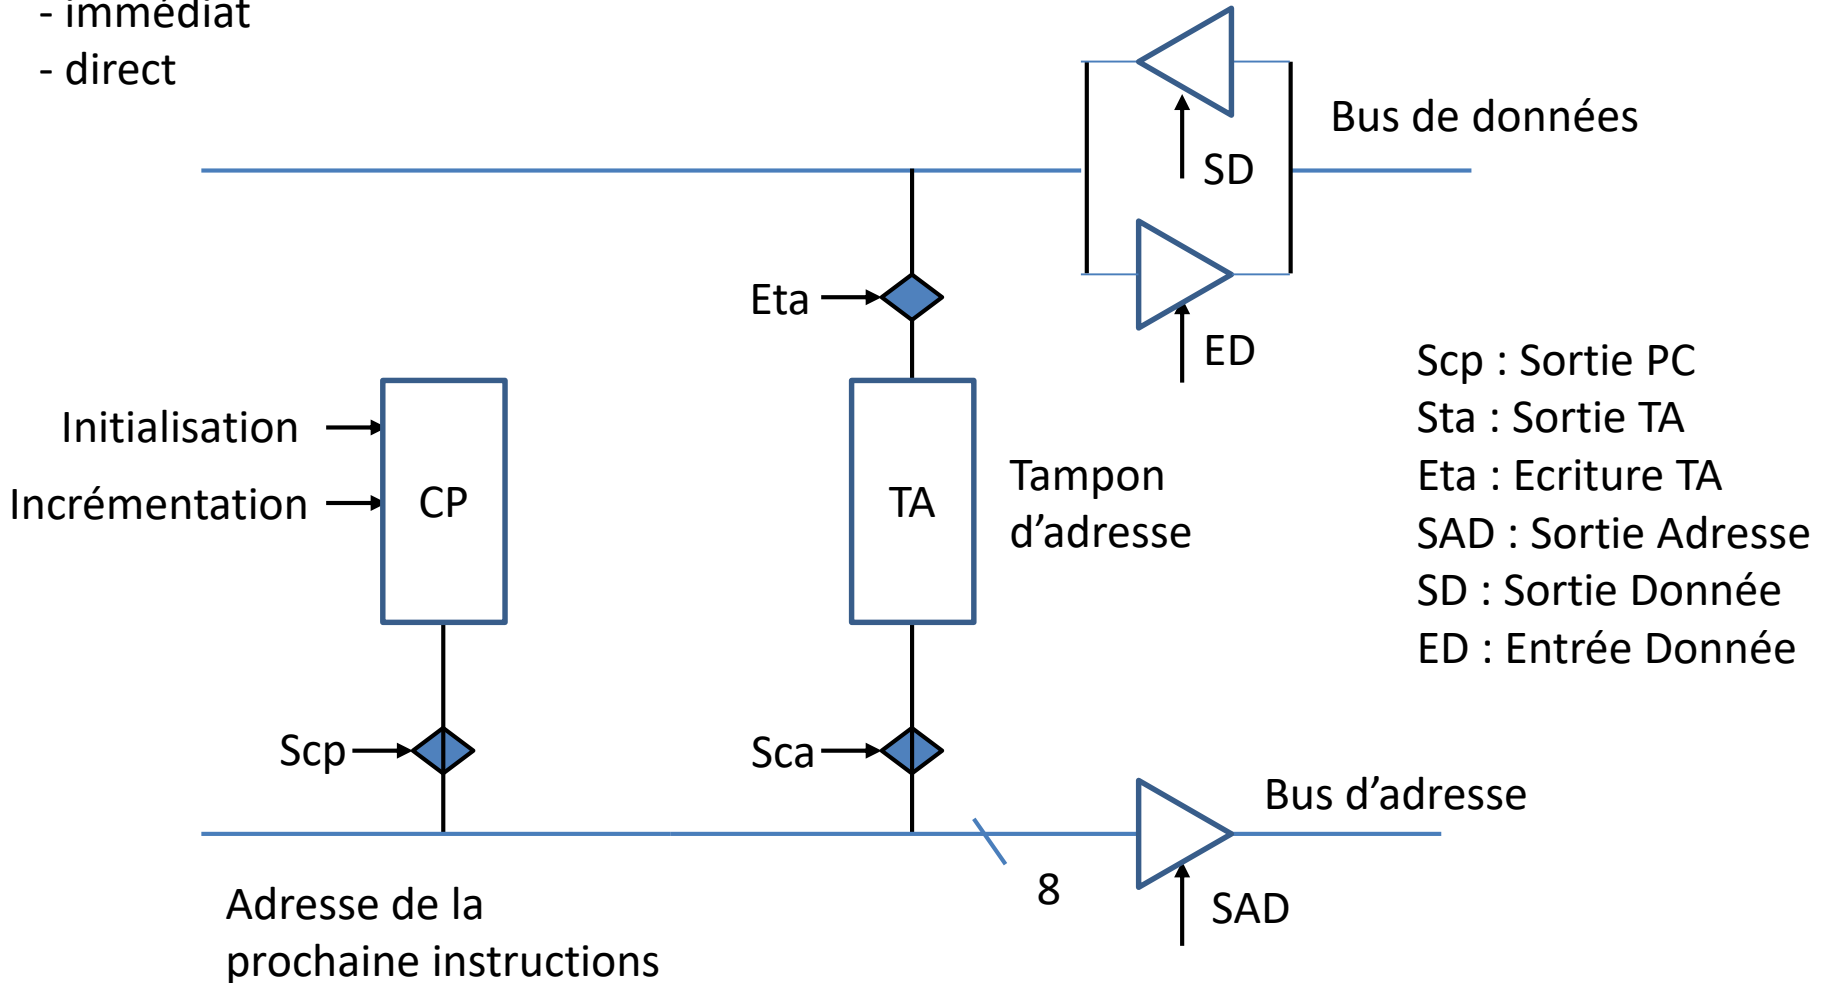 - immédiat
- direct
Bus de données
SD
Eta
ED
Scp : Sortie PC
Sta : Sortie TA
Eta : Ecriture TA
SAD : Sortie Adresse
SD : Sortie Donnée
ED : Entrée Donnée
Initialisation
Incrémentation
CP
TA
Tampon
d’adresse
Scp
Sca
Bus d’adresse
8
SAD
Adresse de la
prochaine instructions